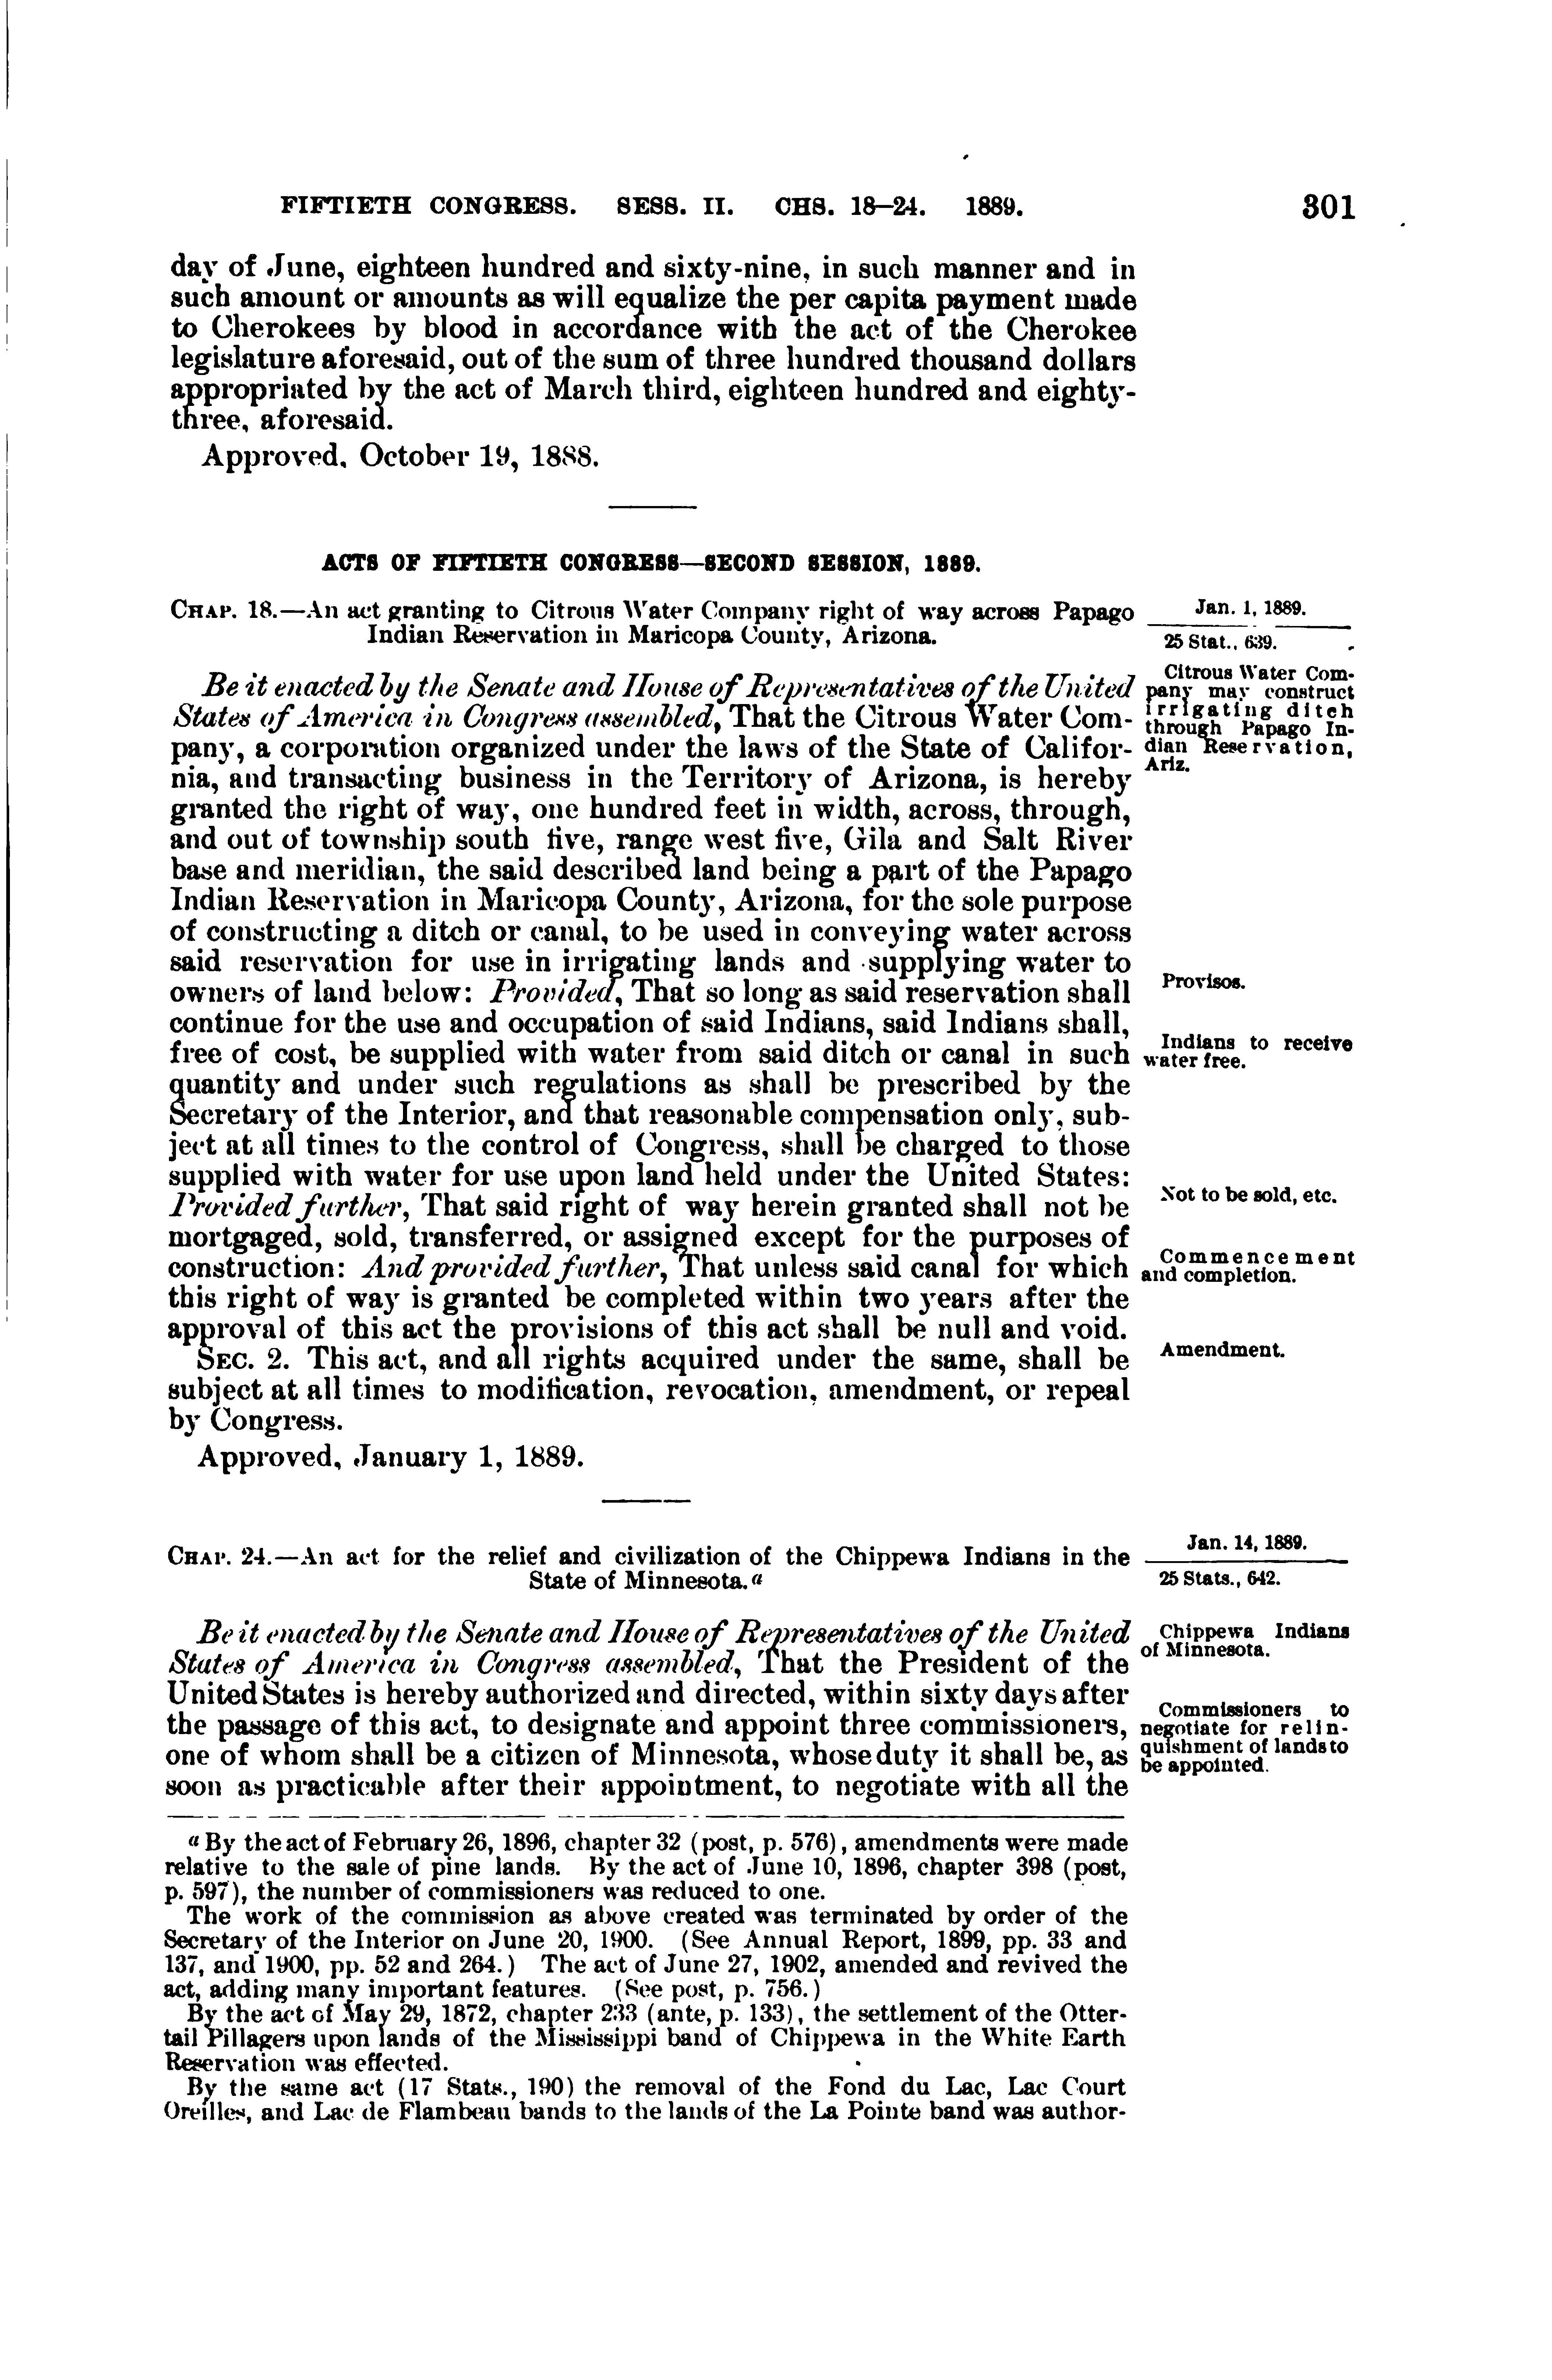 FIFTIETH CONGRESS. SESS. II. CHS. 18–24. 1889. 301
day of June, eighteen hundred and sixty-nine, in such manner and in
such amount or amounts as will equalize the per capita payment made
to Cherokees by blood in accordance with the act of the Cherokee
legislature aforesaid, out of the sum of three hundred thousand dollars
appropriated by the act of March third, eighteen hundred and eighty-
three, aforesaid.
Approved, October 19, 1888.
ACTS OF FIFTIETH CONGRESS—SECOND SESSION, 1889.
CHAP. 18.—An act granting to Citrous Water Company right of way across Papago
Indian Reservation in Maricopa County, Arizona.
Jan. 1, 1889.
25 Stat., 639.
Be it enacted by the Senate and House of Representatives of the United
States of America in Congress assembled, That the Citrous Water Com-
pany, a corporation organized under the laws of the State of Califor-
nia, and transacting business in the Territory of Arizona, is hereby
granted the right of way, one hundred feet in width, across, through,
and out of township south five, range west five, Gila and Salt River
base and meridian, the said described land being a part of the Papago
Indian Reservation in Maricopa County, Arizona, for the sole purpose
of constructing a ditch or canal, to be used in conveying water across
said reservation for use in irrigating lands and supplying water to
owners of land below: Provided, That so long as said reservation shall
continue for the use and occupation of said Indians, said Indians shall,
free of cost, be supplied with water from said ditch or canal in such
quantity and under such regulations as shall be prescribed by the
Secretary of the Interior, and that reasonable compensation only, sub-
ject at all times to the control of Congress, shall be charged to those
supplied with water for use upon land held under the United States:
Provided further, That said right of way herein granted shall not be
mortgaged, sold, transferred, or assigned except for the purposes of
construction: And provided further, That unless said canal for which
this right of way is granted be completed within two years after the
approval of this act the provisions of this act shall be null and void.
SEC. 2. This act, and all rights acquired under the same, shall be
subject at all times to modification, revocation, amendment, or repeal
by Congress.
Approved, January 1, 1889.
Citrous Water Com-
pany may construct
irrigating ditch
through Papago In-
dian Reservation,
Ariz.
Provisos.
Indians to receive
water free.
Not to be sold, etc.
Commencement
and completion.
Amendment.
CHAP. 24.—An act for the relief and civilization of the Chippewa Indians in the
State of Minnesota.a
Jan. 14, 1889.
25 Stats., 642.
Be it enacted by the Senate and House of Representatives of the United
States of America in Congress assembled, That the President of the
United States is hereby authorized and directed, within sixty days after
the passage of this act, to designate and appoint three commissioners,
one of whom shall be a citizen of Minnesota, whose duty it shall be, as
soon as practicable after their appointment, to negotiate with all the
Chippewa Indians
of Minnesota.
Commissioners to
negotiate for relin-
quishment of lands to
be appointed.
a By the act of February 26, 1896, chapter 32 (post, p. 576), amendments were made
relative to the sale of pine lands. By the act of June 10, 1896, chapter 398 (post,
p. 597), the number of commissioners was reduced to one.
The work of the commission as above created was terminated by order of the
Secretary of the Interior on June 20, 1900. (See Annual Report, 1899, pp. 33 and
137, and 1900, pp. 52 and 264.) The act of June 27, 1902, amended and revived the
act, adding many important features. (See post, p. 756.)
By the act of May 29, 1872, chapter 233 (ante, p. 133), the settlement of the Otter-
tail Pillagers upon lands of the Mississippi band of Chippewa in the White Earth
Reservation was effected.
By the same act (17 Stats., 190) the removal of the Fond du Lac, Lac Court
Oreilles, and Lac de Flambeau bands to the lands of the La Pointe band was author-